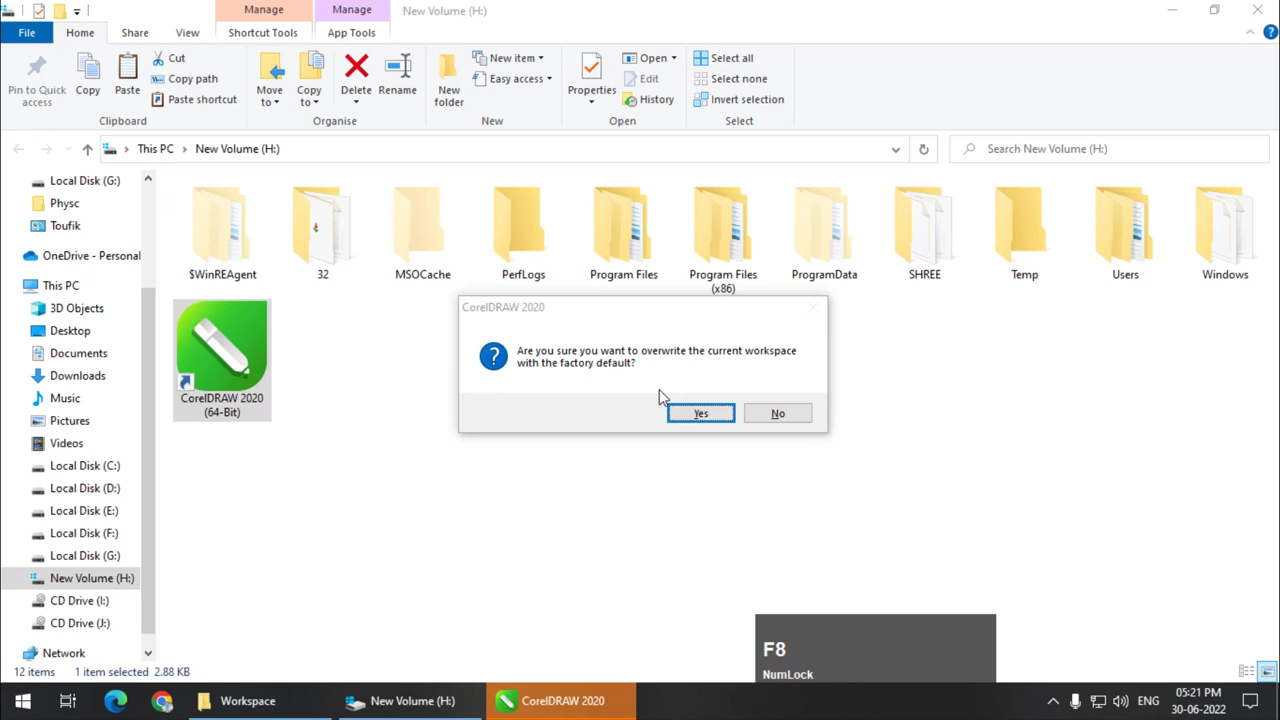 Manage
Manage
New Volume (H:)
File
Home
Share
View
Shortcut Tools
App Tools
Pin to Quick
access
Copy
Paste
Cut
Copy path
Paste shortcut
Clipboard
Move
to
Copy
to
Delete
Rename
Organise
New
folder
New item
Easy access
New
Properties
Open
Edit
History
Open
Select all
Select none
Invert selection
Select
This PC
New Volume (H:)
Search New Volume (H:)
Local Disk (G:)
Physc
Toufik
OneDrive - Personal
This PC
3D Objects
Desktop
Documents
Downloads
Music
Pictures
Videos
Local Disk (C:)
Local Disk (D:)
Local Disk (E:)
Local Disk (F:)
Local Disk (G:)
New Volume (H:)
CD Drive (I:)
CD Drive (J:)
Network
$WinREAgent
32
MSOCache
PerfLogs
Program Files
Program Files
(x86)
ProgramData
SHREE
Temp
Users
Windows
CorelDRAW 2020
(64-Bit)
CorelDRAW 2020
Are you sure you want to overwrite the current workspace
with the factory default?
Yes
No
F8
NumLock
12 items
1 item selected 2.88 KB
Workspace
New Volume (H:)
CorelDRAW 2020
ENG
05:21 PM
30-06-2022